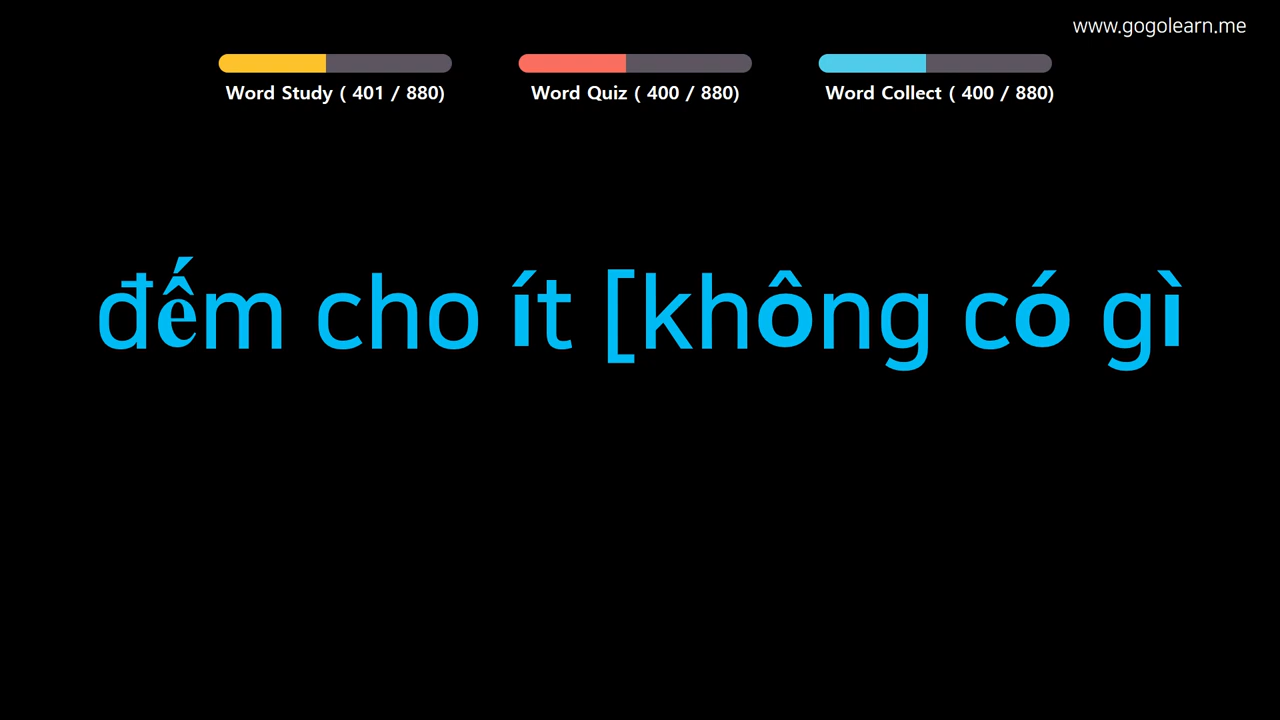 www.gogolearn.me
Word Study ( 401 / 880)
Word Quiz ( 400 / 880)
Word Collect ( 400 / 880)
đếm cho ít [không có gì